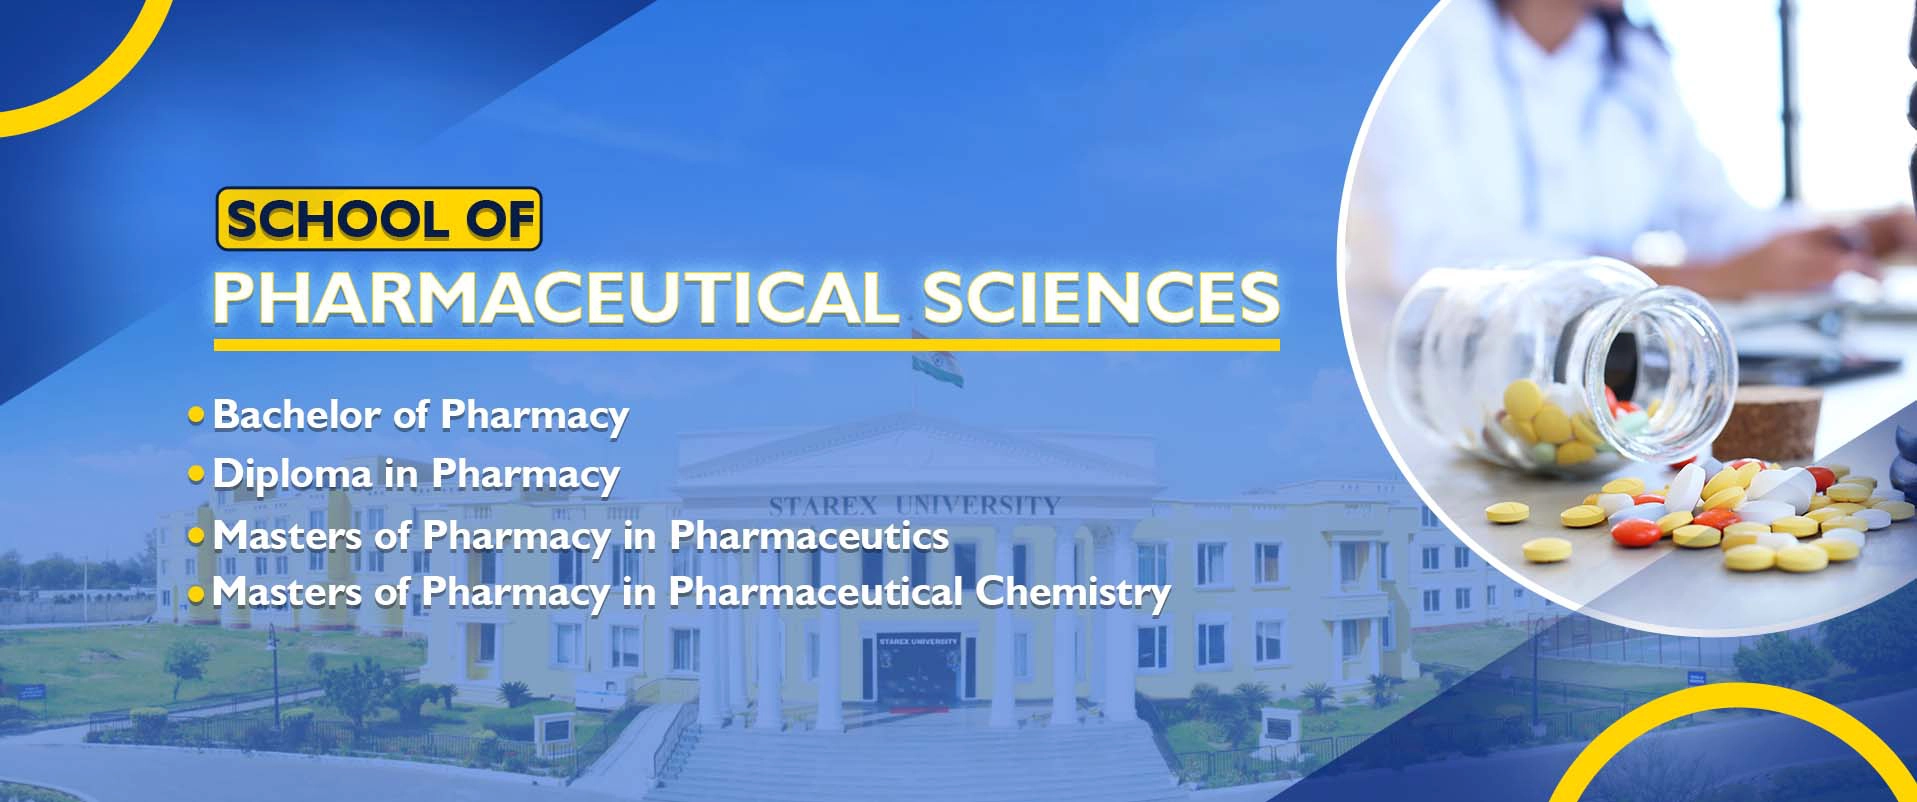 SCHOOL OF
PHARMACEUTICAL SCIENCES
Bachelor of Pharmacy
Diploma in Pharmacy
STAREX UNIVERSITY
Masters of Pharmacy in Pharmaceutics
Masters of Pharmacy in Pharmaceutical Chemistry
STAREX UNIVERSITY